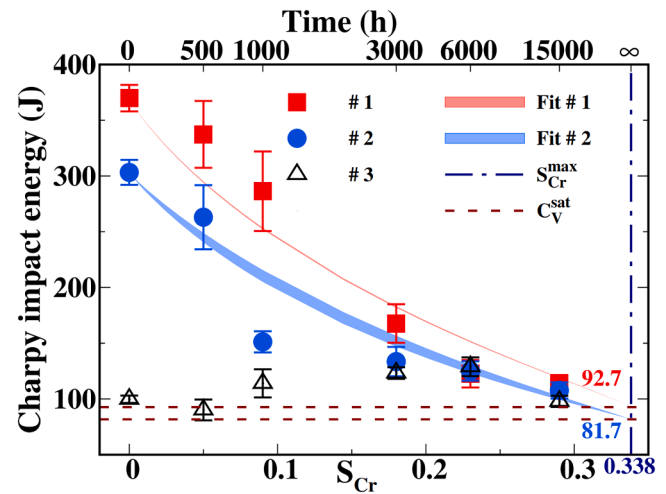 Time (h)
0 500 1000 3000 6000 15000 ∞
400
300
200
100
Charpy impact energy (J)
# 1
# 2
# 3
Fit # 1
Fit # 2
S_Cr^max
C_V^sat
92.7
81.7
0 0.1 0.2 0.3 0.338
S_Cr